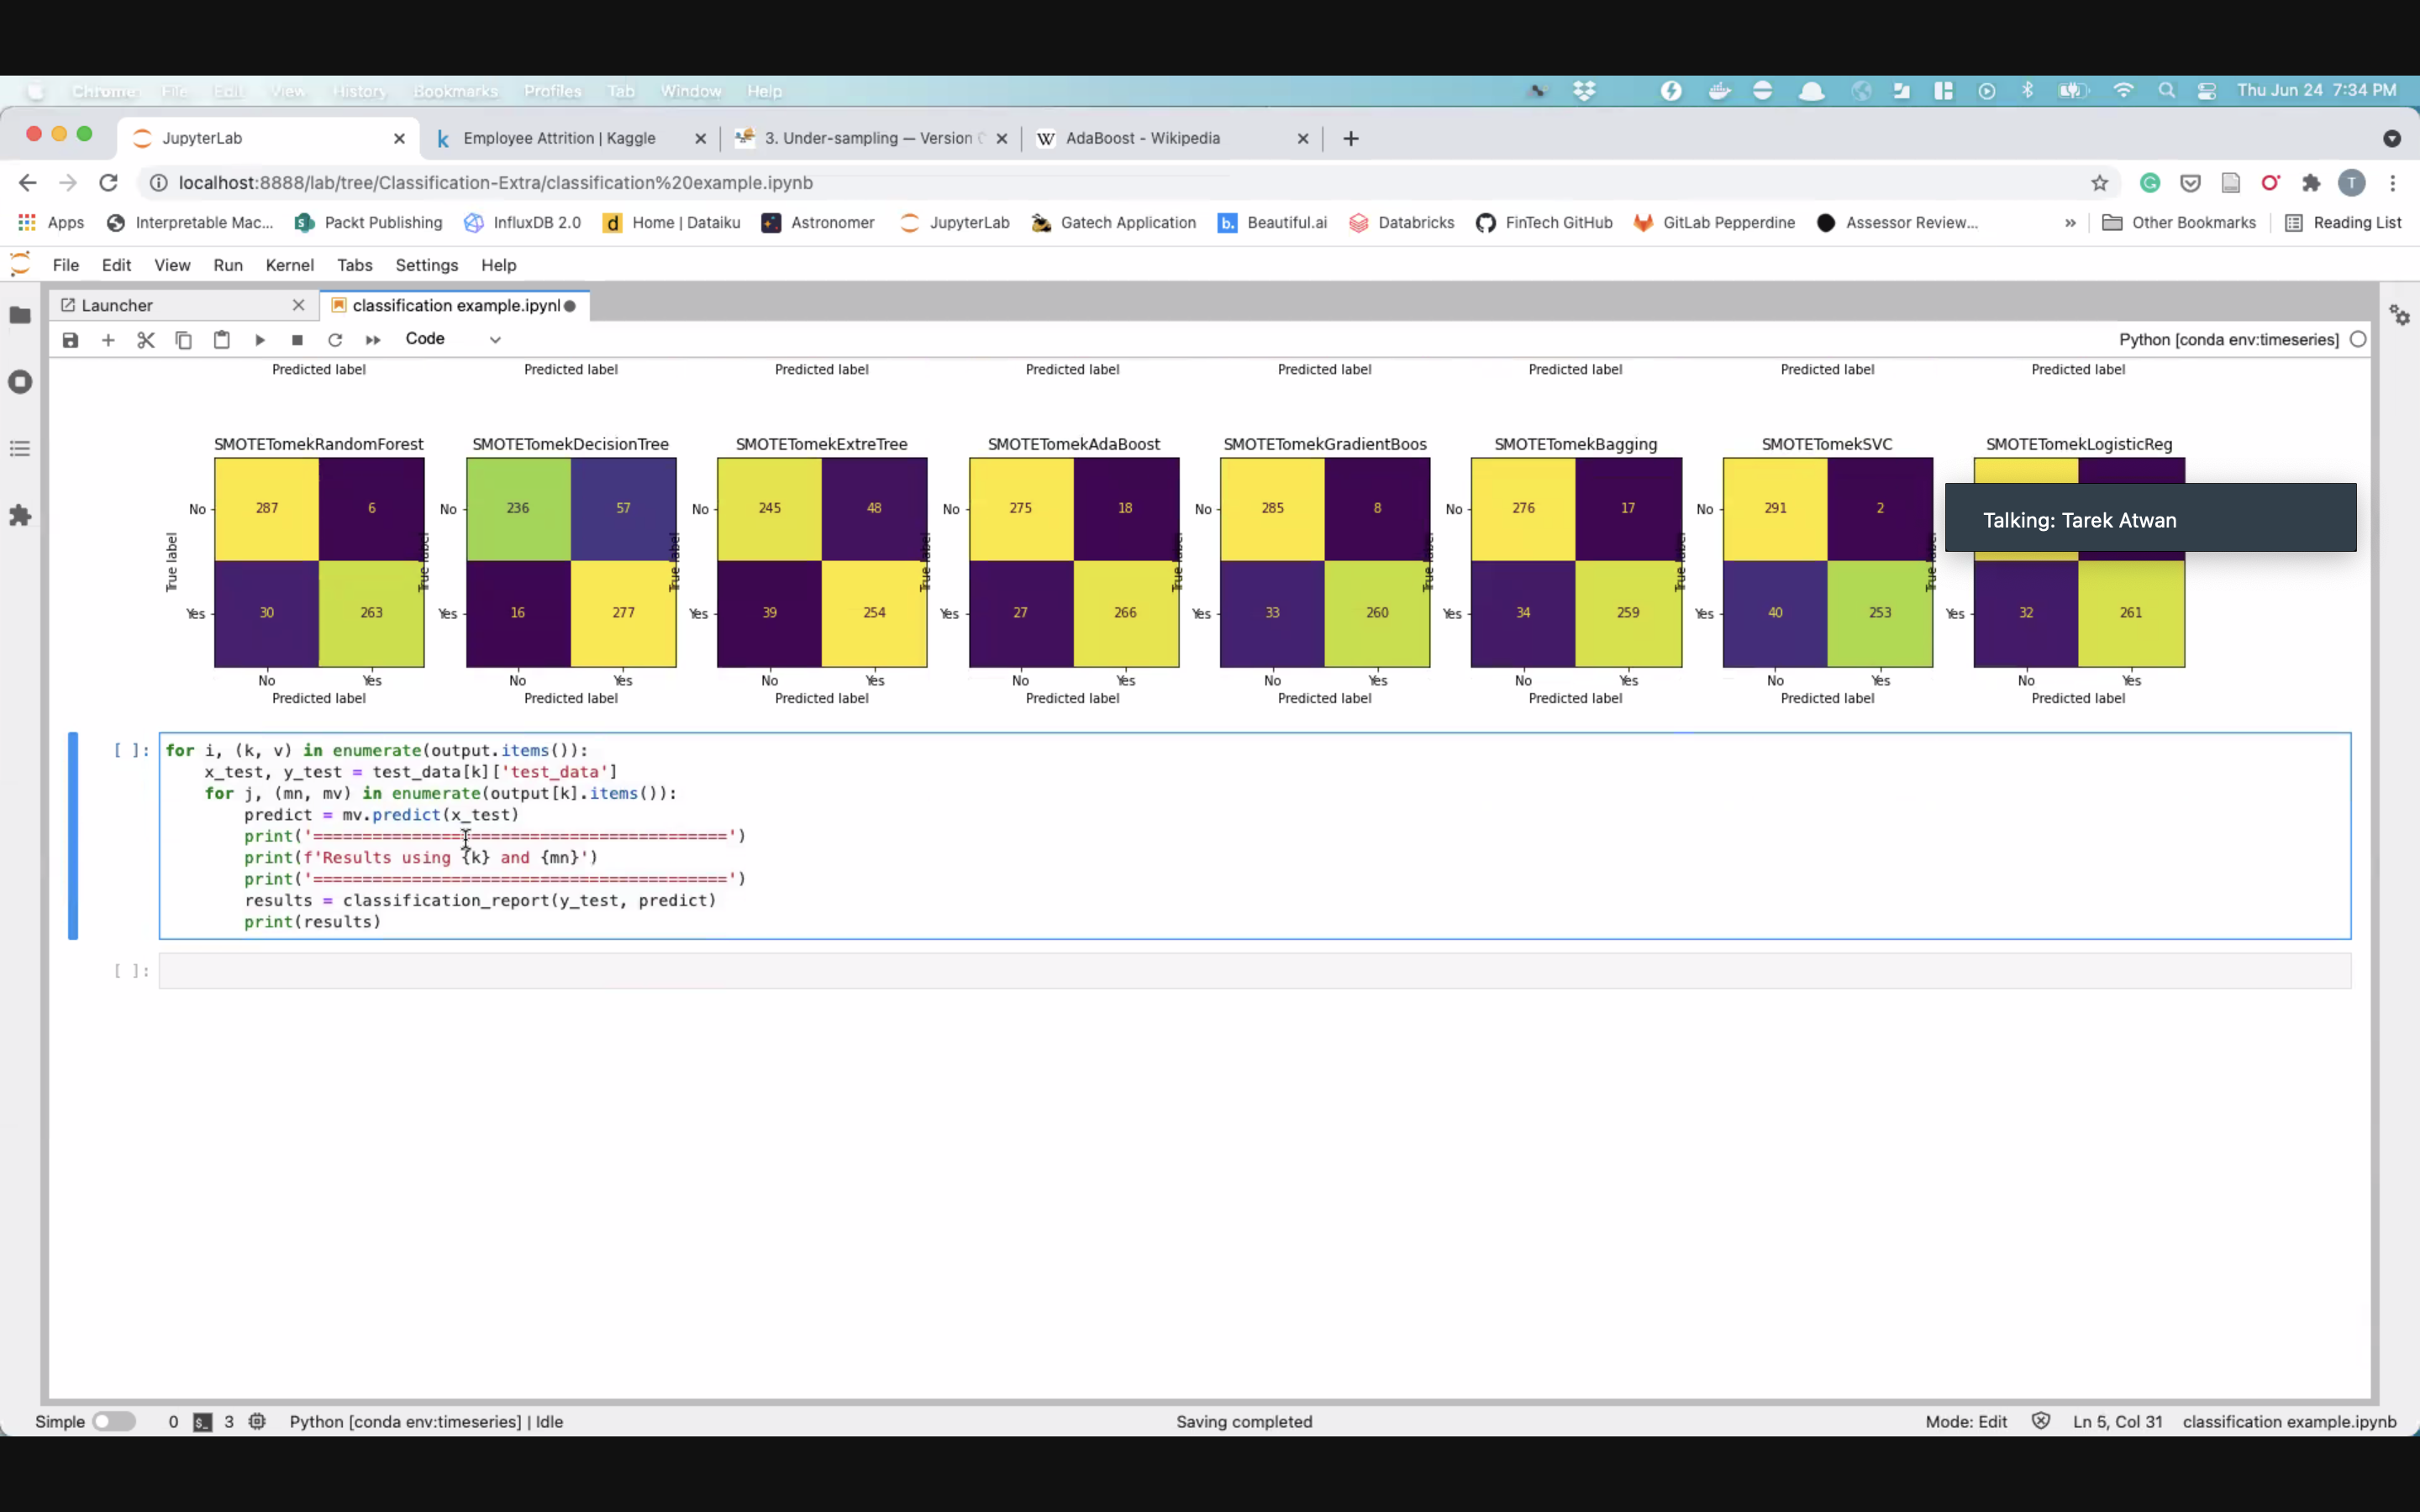 Chrome File Edit View History Bookmarks Profiles Tab Window Help Thu Jun 24 7:34 PM
JupyterLab Employee Attrition | Kaggle 3. Under-sampling — Version W AdaBoost - Wikipedia
localhost:8888/lab/tree/Classification-Extra/classification%20example.ipynb T
Apps Interpretable Mac... Packt Publishing InfluxDB 2.0 Home | Dataiku Astronomer JupyterLab Gatech Application Beautiful.ai Databricks FinTech GitHub GitLab Pepperdine Assessor Review... » Other Bookmarks Reading List
File Edit View Run Kernel Tabs Settings Help
Launcher classification example.ipynl
Code Python [conda env:timeseries]
Predicted label Predicted label Predicted label Predicted label Predicted label Predicted label Predicted label Predicted label
SMOTETomekRandomForest SMOTETomekDecisionTree SMOTETomekExtreTree SMOTETomekAdaBoost SMOTETomekGradientBoos SMOTETomekBagging SMOTETomekSVC SMOTETomekLogisticReg
No 287 6 No 236 57 No 245 48 No 275 18 No 285 8 No 276 17 No 291 2
Talking: Tarek Atwan
True label True label True label True label True label True label True label
Yes 30 263 Yes 16 277 Yes 39 254 Yes 27 266 Yes 33 260 Yes 34 259 Yes 40 253 Yes 32 261
No Yes No Yes No Yes No Yes No Yes No Yes No Yes No Yes
Predicted label Predicted label Predicted label Predicted label Predicted label Predicted label Predicted label Predicted label
[ ]: for i, (k, v) in enumerate(output.items()):
x_test, y_test = test_data[k]['test_data']
for j, (mn, mv) in enumerate(output[k].items()):
predict = mv.predict(x_test)
print('==========================================')
print(f'Results using {k} and {mn}')
print('==========================================')
results = classification_report(y_test, predict)
print(results)
[ ]:
Simple 0 3 Python [conda env:timeseries] | Idle Saving completed Mode: Edit Ln 5, Col 31 classification example.ipynb